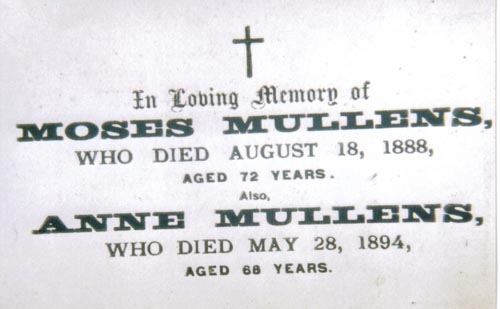 In Loving Memory of
MOSES MULLENS,
WHO DIED AUGUST 18, 1888,
AGED 72 YEARS.
Also,
ANNE MULLENS,
WHO DIED MAY 28, 1894,
AGED 68 YEARS.